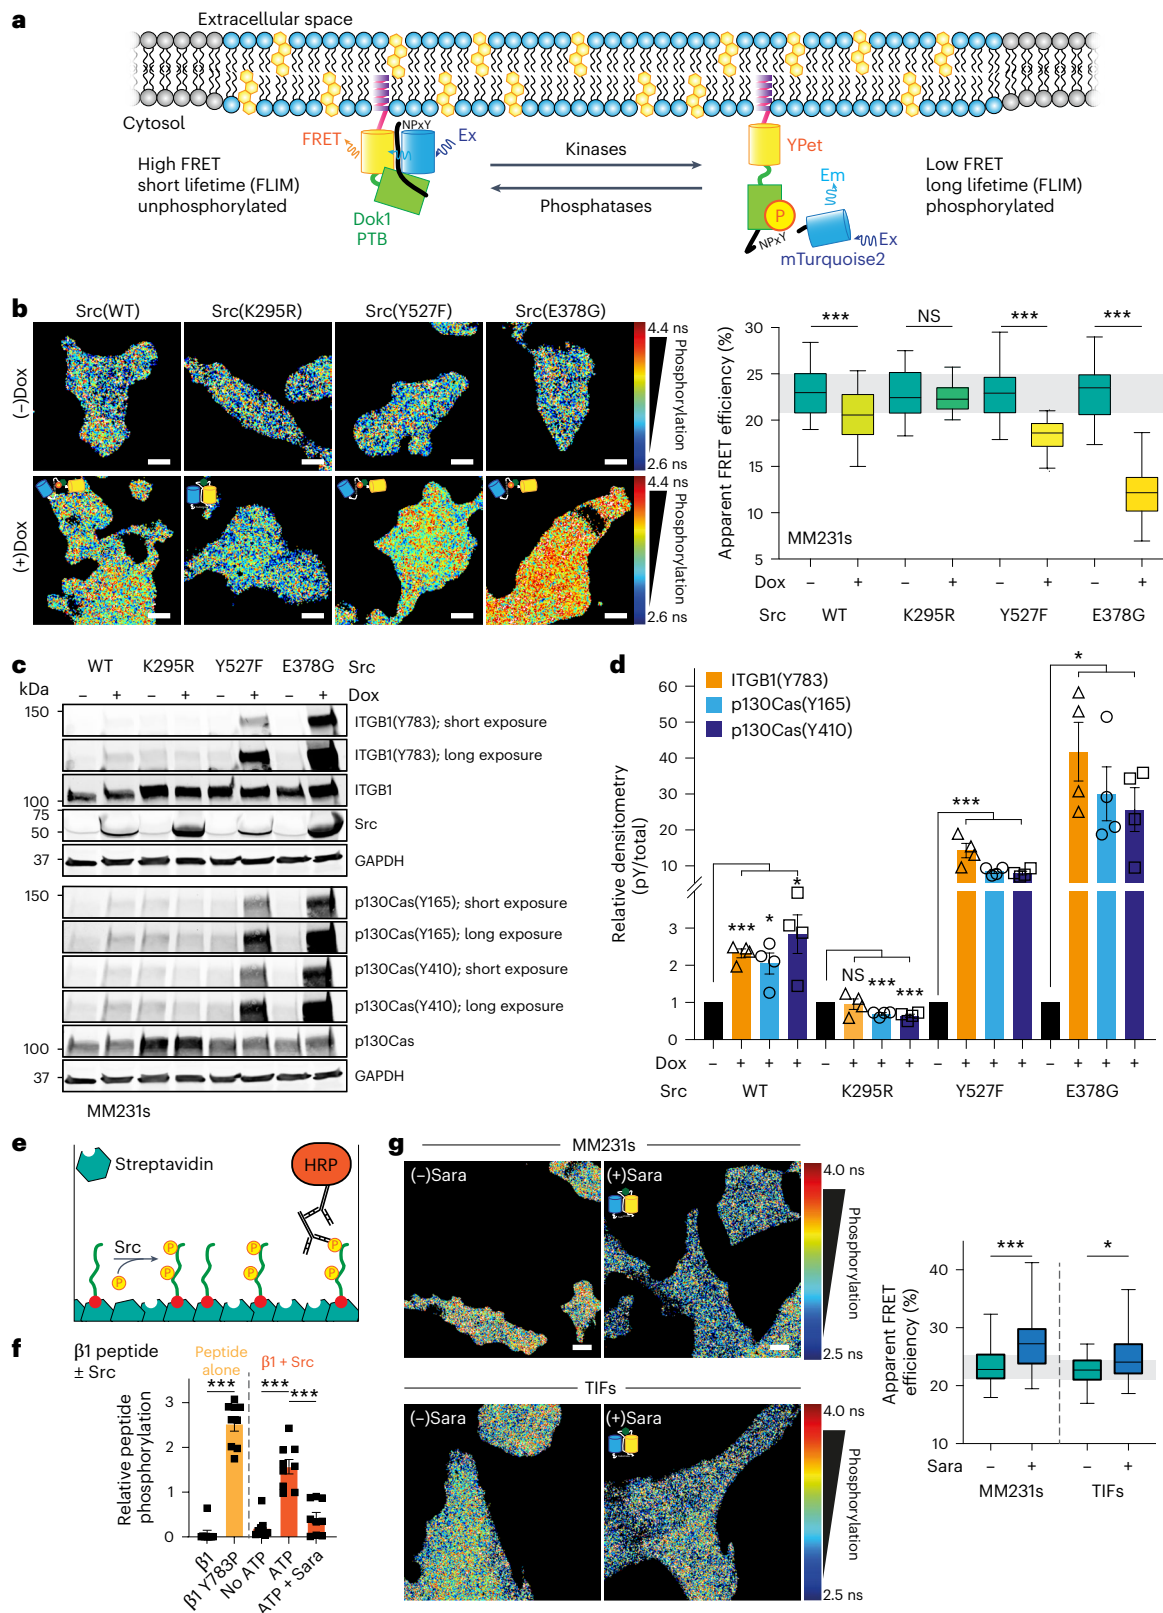 a
Extracellular space
Cytosol
High FRET
short lifetime (FLIM)
unphosphorylated
FRET
NPxY
Ex
Dok1
PTB
Kinases
Phosphatases
YPet
Em
P
NPxY
Ex
mTurquoise2
Low FRET
long lifetime (FLIM)
phosphorylated
b
Src(WT)
Src(K295R)
Src(Y527F)
Src(E378G)
(−)Dox
(+)Dox
4.4 ns
Phosphorylation
2.6 ns
4.4 ns
Phosphorylation
2.6 ns
Apparent FRET efficiency (%)
30
25
20
15
10
5
*** NS *** ***
MM231s
Dox − + − + − + − +
Src WT K295R Y527F E378G
c
WT K295R Y527F E378G Src
kDa − + − + − + − + Dox
150
ITGB1(Y783); short exposure
ITGB1(Y783); long exposure
ITGB1
100
75
50
Src
37
GAPDH
150
p130Cas(Y165); short exposure
p130Cas(Y165); long exposure
p130Cas(Y410); short exposure
p130Cas(Y410); long exposure
p130Cas
100
37
GAPDH
MM231s
d
ITGB1(Y783)
p130Cas(Y165)
p130Cas(Y410)
Relative densitometry
(pY/total)
60
50
40
30
20
10
3
2
1
0
*** * *
NS *** ***
***
*
Dox − + + + − + + + − + + + − + + +
Src WT K295R Y527F E378G
e
Streptavidin
HRP
Src
P
P
P
P
P
P
P
f
β1 peptide
± Src
Peptide
alone
β1 + Src
*** *** ***
Relative peptide
phosphorylation
3
2
1
0
β1
β1 Y783P
No ATP
ATP
ATP + Sara
g
MM231s
(−)Sara
(+)Sara
4.0 ns
Phosphorylation
2.5 ns
TIFs
(−)Sara
(+)Sara
4.0 ns
Phosphorylation
2.5 ns
Apparent FRET
efficiency (%)
40
30
20
10
*** *
Sara − + − +
MM231s TIFs